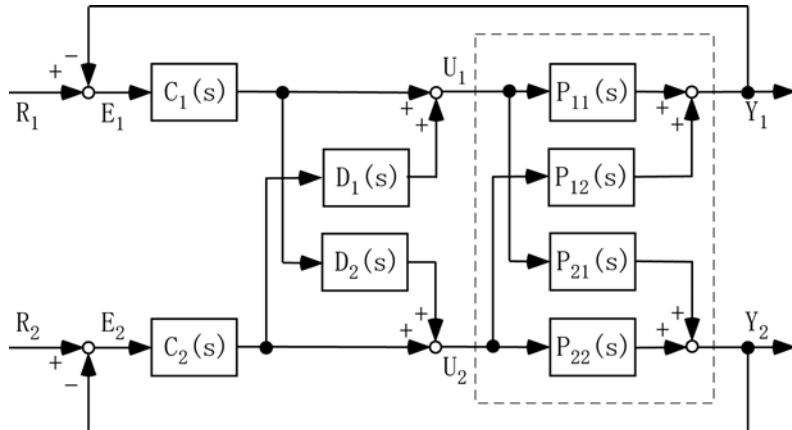 U₁
R₁ E₁ C₁(s) P₁₁(s) Y₁
D₁(s) P₁₂(s)
D₂(s) P₂₁(s)
R₂ E₂ C₂(s) P₂₂(s) Y₂
U₂